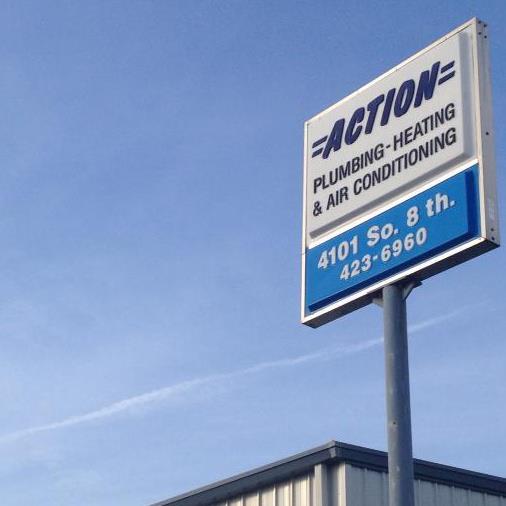 =ACTION=
PLUMBING-HEATING
& AIR CONDITIONING
4101 So. 8 th.
423-6960